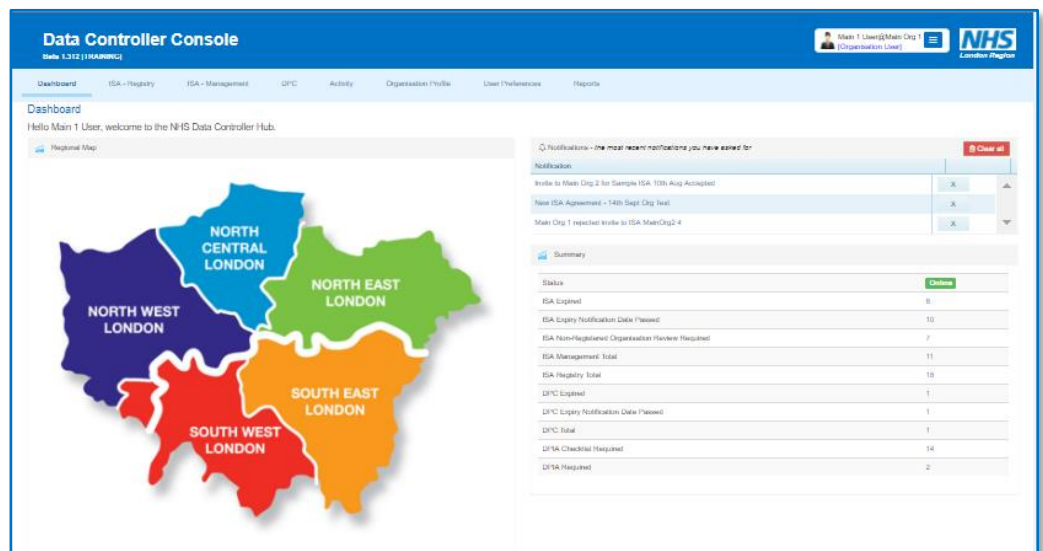 Data Controller Console
Beta 1.312 [TRAINING]
Main 1 User@Main Org 1
[Organisation User]
NHS
London Region
Dashboard
ISA - Registry
ISA - Management
DPC
Activity
Organisation Profile
User Preferences
Reports
Dashboard
Hello Main 1 User, welcome to the NHS Data Controller Hub.
Regional Map
NORTH
CENTRAL
LONDON
NORTH EAST
LONDON
NORTH WEST
LONDON
SOUTH EAST
LONDON
SOUTH WEST
LONDON
Notifications - the most recent notifications you have asked for
Clear all
Notification
Invite to Main Org 2 for Sample ISA 10th Aug Accepted
X
New ISA Agreement - 14th Sept Org Test
X
Main Org 1 rejected invite to ISA MainOrg2 4
X
Summary
Status Online
ISA Expired 6
ISA Expiry Notification Date Passed 10
ISA Non-Registered Organisation Review Required 7
ISA Management Total 11
ISA Registry Total 18
DPC Expired 1
DPC Expiry Notification Date Passed 1
DPC Total 1
DPIA Checklist Required 14
DPIA Required 2